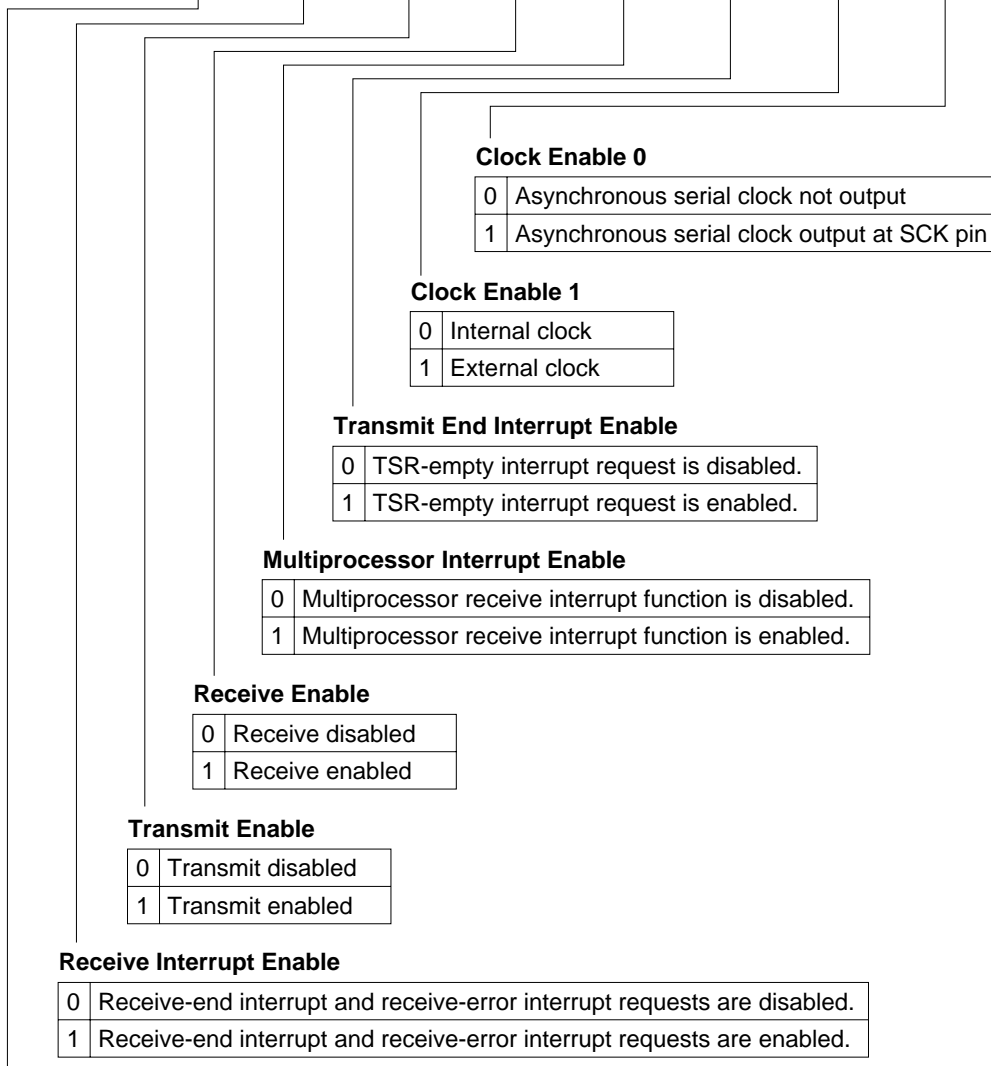 Clock Enable 0
0 Asynchronous serial clock not output
1 Asynchronous serial clock output at SCK pin
Clock Enable 1
0 Internal clock
1 External clock
Transmit End Interrupt Enable
0 TSR-empty interrupt request is disabled.
1 TSR-empty interrupt request is enabled.
Multiprocessor Interrupt Enable
0 Multiprocessor receive interrupt function is disabled.
1 Multiprocessor receive interrupt function is enabled.
Receive Enable
0 Receive disabled
1 Receive enabled
Transmit Enable
0 Transmit disabled
1 Transmit enabled
Receive Interrupt Enable
0 Receive-end interrupt and receive-error interrupt requests are disabled.
1 Receive-end interrupt and receive-error interrupt requests are enabled.